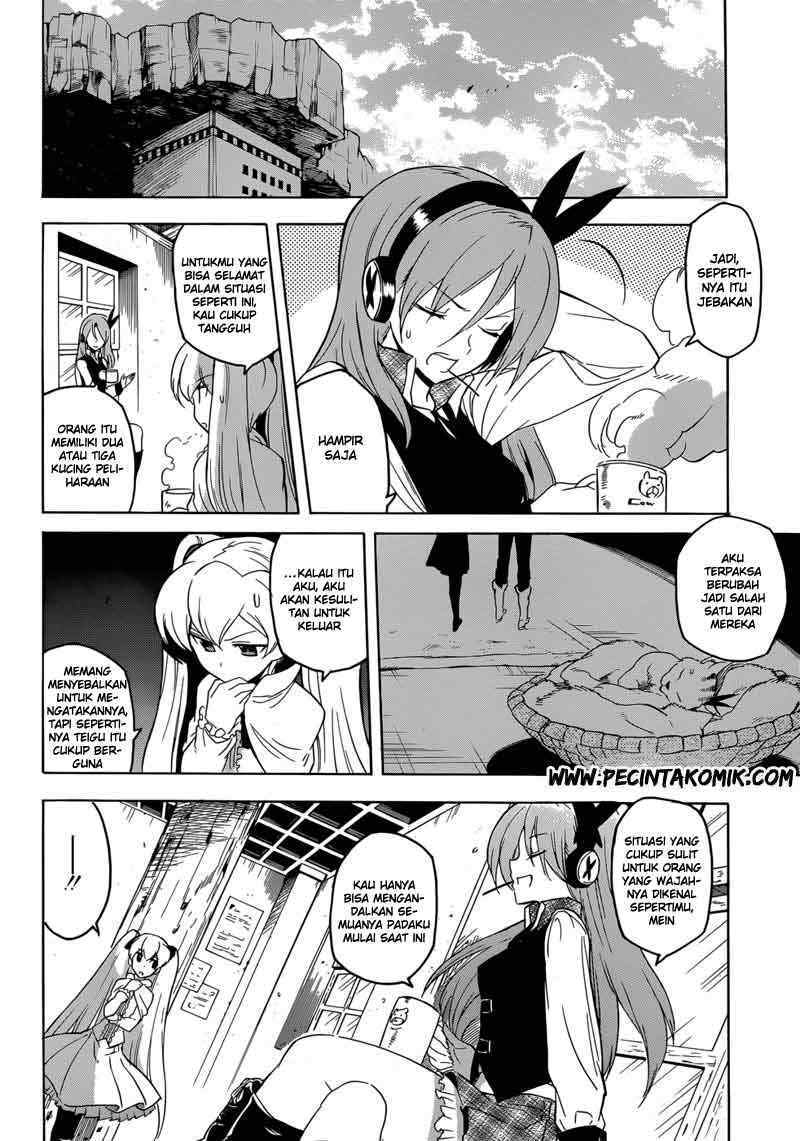 JADI,
SEPERTI-
NYA ITU
JEBAKAN
HAMPIR
SAJA
UNTUKMU YANG
BISA SELAMAT
DALAM SITUASI
SEPERTI INI,
KAU CUKUP
TANGGUH
ORANG ITU
MEMILIKI DUA
ATAU TIGA
KUCING PELI-
HARAAN
AKU
TERPAKSA
BERUBAH
JADI SALAH
SATU DARI
MEREKA
...KALAU ITU
AKU, AKU
AKAN KESULI-
TAN UNTUK
KELUAR
MEMANG
MENYEBALKAN
UNTUK ME-
NGATAKANNYA,
TAPI SEPERTI-
NYA TEIGU ITU
CUKUP BER-
GUNA
WWW.PECINTAKOMIK.COM
SITUASI YANG
CUKUP SULIT
UNTUK ORANG
YANG WAJAH-
NYA DIKENAL
SEPERTIMU,
MEIN
KAU HANYA
BISA MENGAN-
DALKAN SE-
MUANYA PADAKU
MULAI SAAT INI
—!!